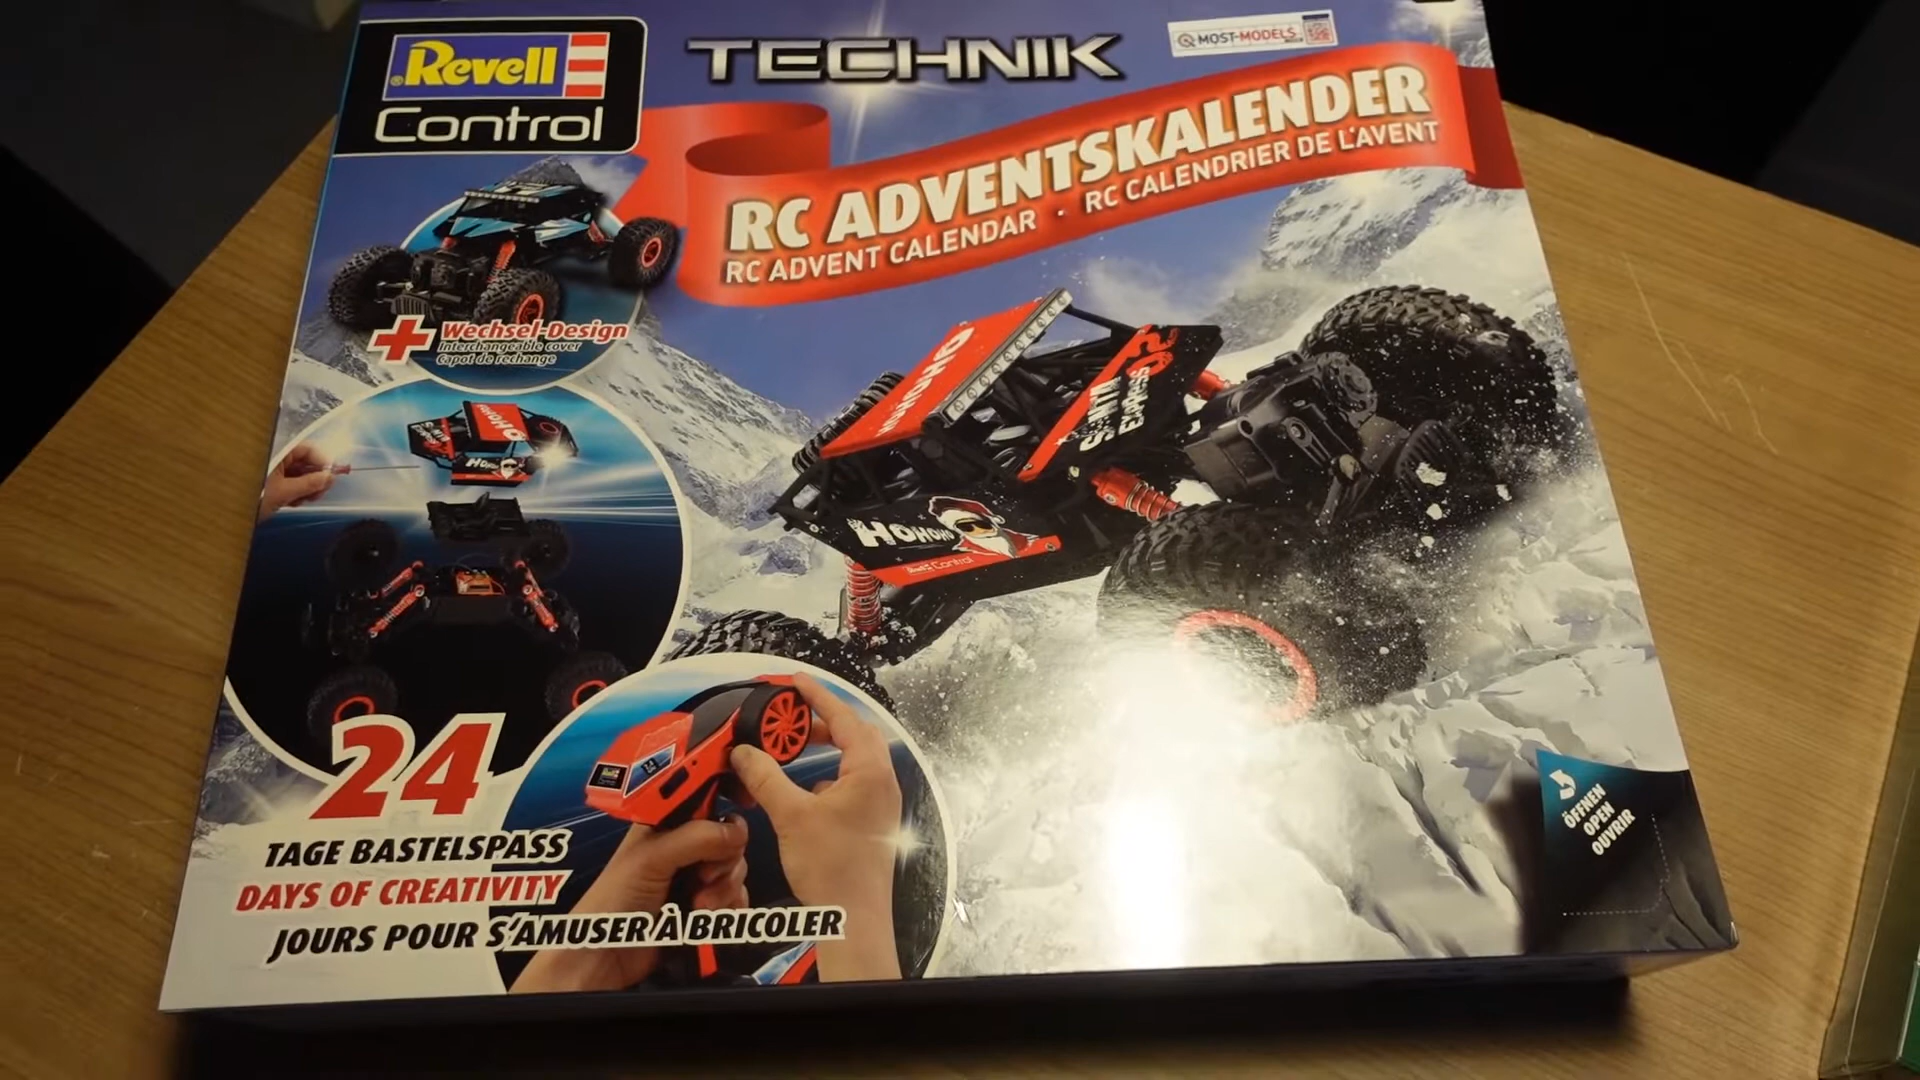 Revell
Control
TECHNIK
MOST-MODELS
RC ADVENTSKALENDER
RC ADVENT CALENDAR · RC CALENDRIER DE L'AVENT
Wechsel-Design
Interchangeable cover
Capot de rechange
HOHOHO
SANTA
EXPRESS
HOHOHO
Revell Control
24
TAGE BASTELSPASS
DAYS OF CREATIVITY
JOURS POUR S'AMUSER À BRICOLER
ÖFFNEN
OPEN
OUVRIR